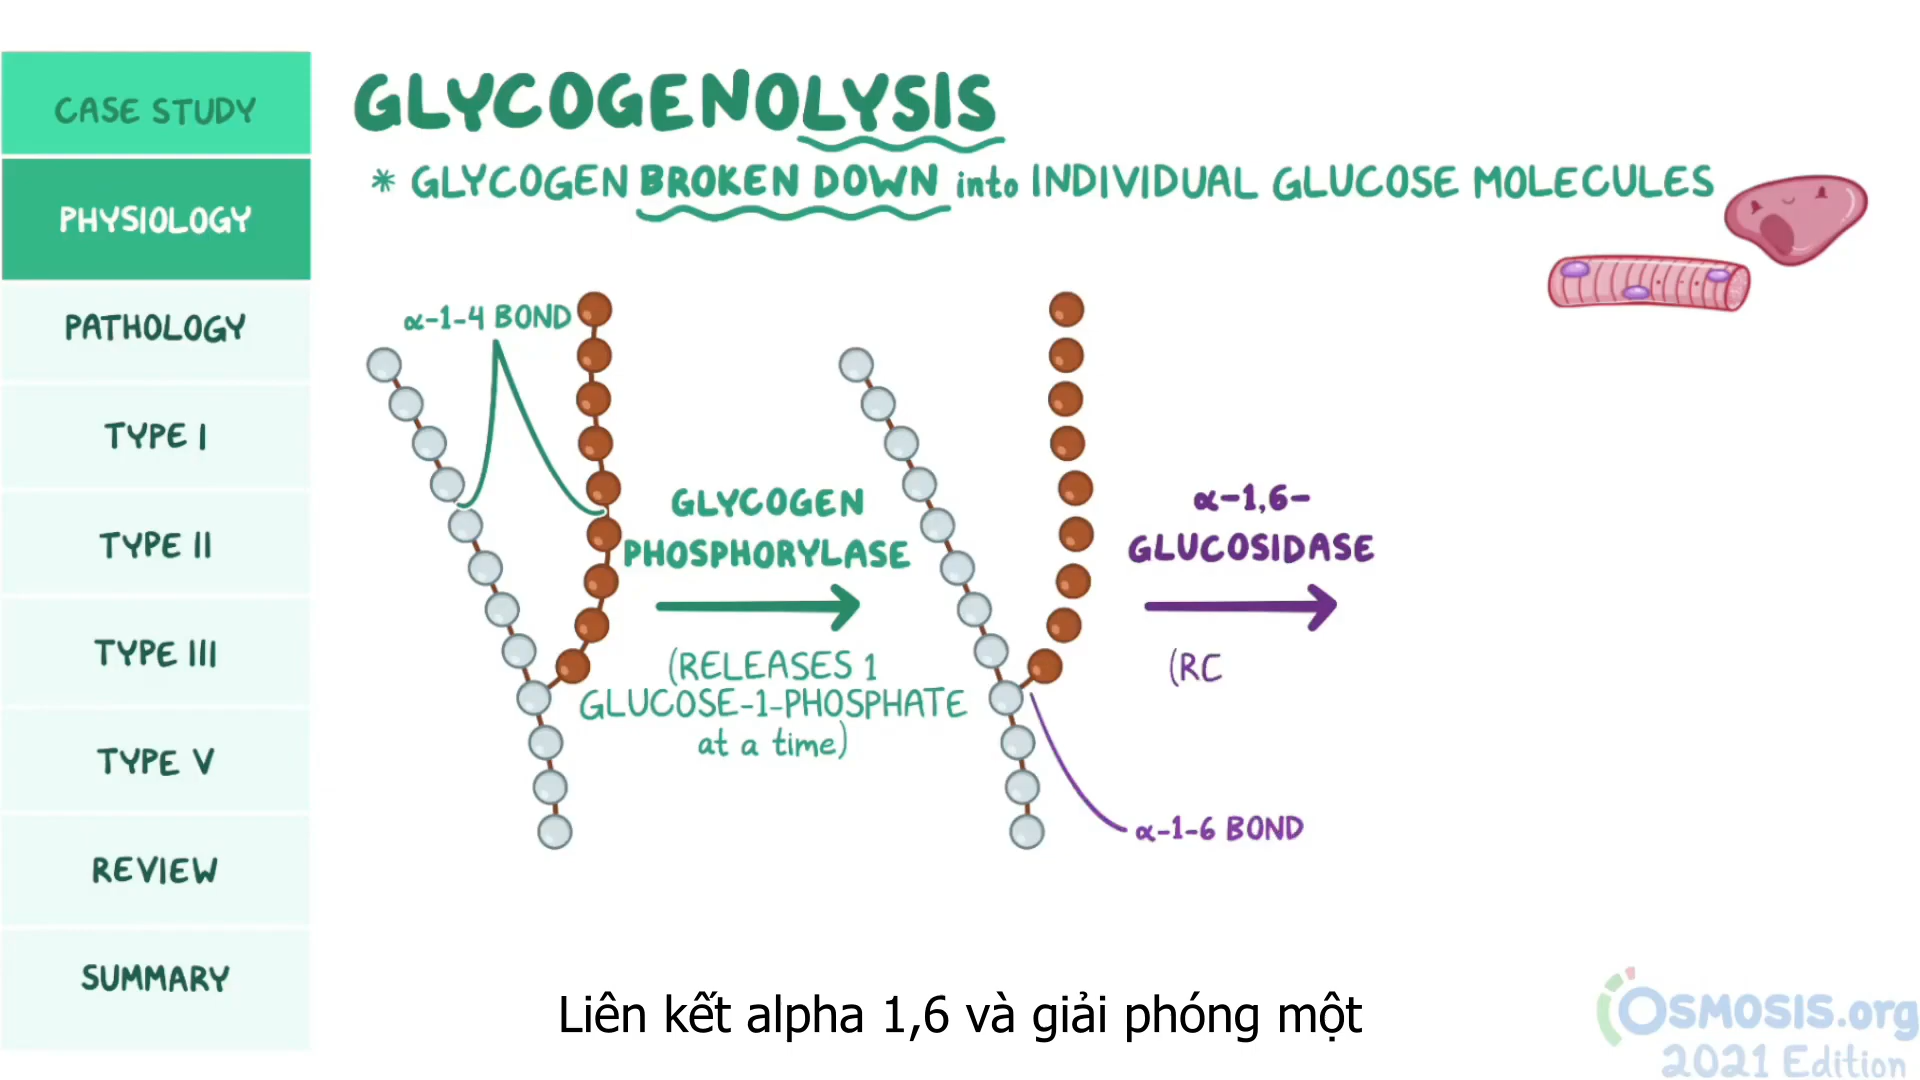 CASE STUDY
PHYSIOLOGY
PATHOLOGY
TYPE I
TYPE II
TYPE III
TYPE V
REVIEW
SUMMARY
GLYCOGENOLYSIS
* GLYCOGEN BROKEN DOWN into INDIVIDUAL GLUCOSE MOLECULES
α-1-4 BOND
GLYCOGEN
PHOSPHORYLASE
(RELEASES 1
GLUCOSE-1-PHOSPHATE
at a time)
α-1,6-
GLUCOSIDASE
(RC
α-1-6 BOND
Liên kết alpha 1,6 và giải phóng một
OSMOSIS.org
2021 Edition